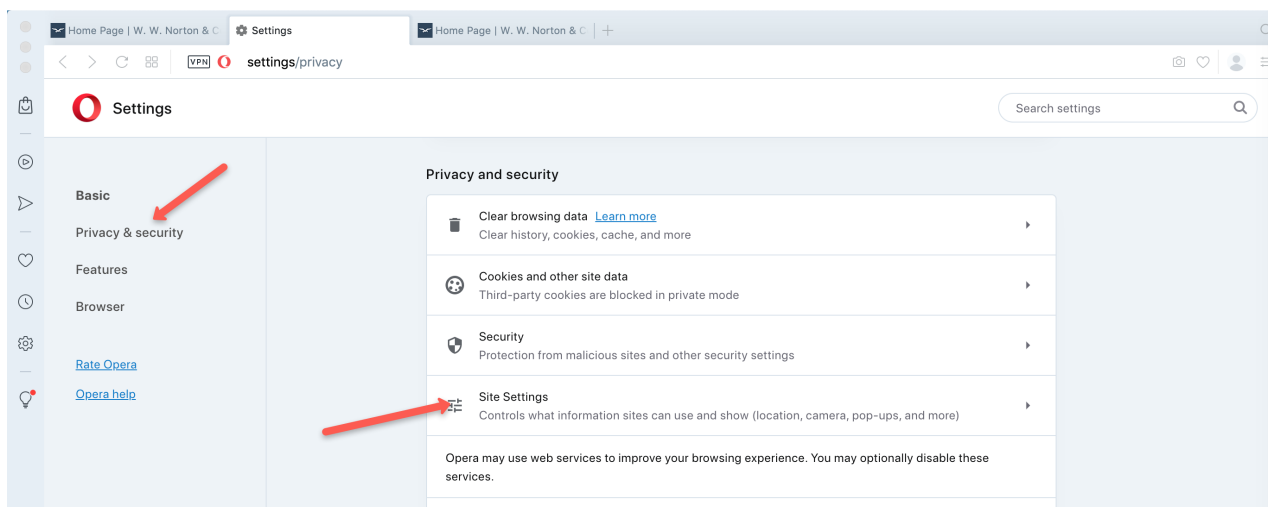 Home Page | W. W. Norton & C
Settings
Home Page | W. W. Norton & C
VPN
settings/privacy
Settings
Search settings
Basic
Privacy & security
Features
Browser
Rate Opera
Opera help
Privacy and security
Clear browsing data Learn more
Clear history, cookies, cache, and more
Cookies and other site data
Third-party cookies are blocked in private mode
Security
Protection from malicious sites and other security settings
Site Settings
Controls what information sites can use and show (location, camera, pop-ups, and more)
Opera may use web services to improve your browsing experience. You may optionally disable these
services.